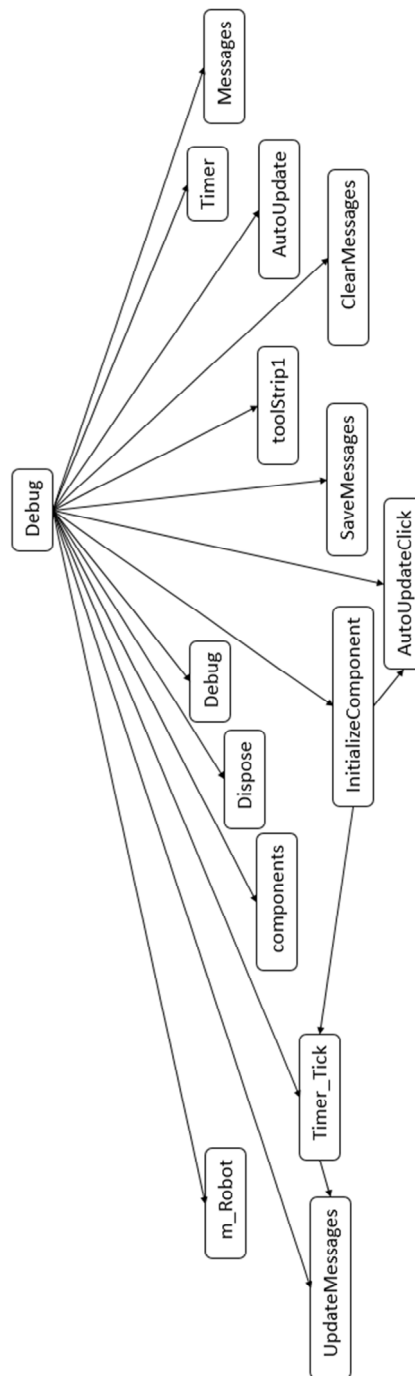 Debug
m_Robot
UpdateMessages
Timer_Tick
components
Dispose
Debug
InitializeComponent
AutoUpdateClick
SaveMessages
toolStrip1
ClearMessages
AutoUpdate
Timer
Messages